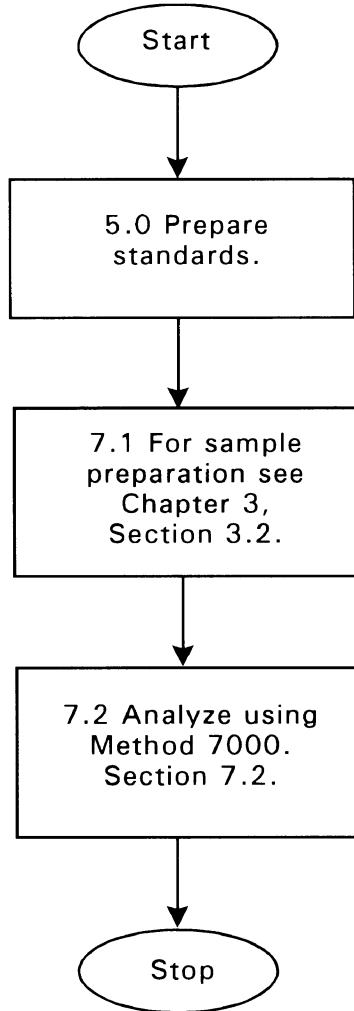 Start
5.0 Prepare
standards.
7.1 For sample
preparation see
Chapter 3,
Section 3.2.
7.2 Analyze using
Method 7000.
Section 7.2.
Stop